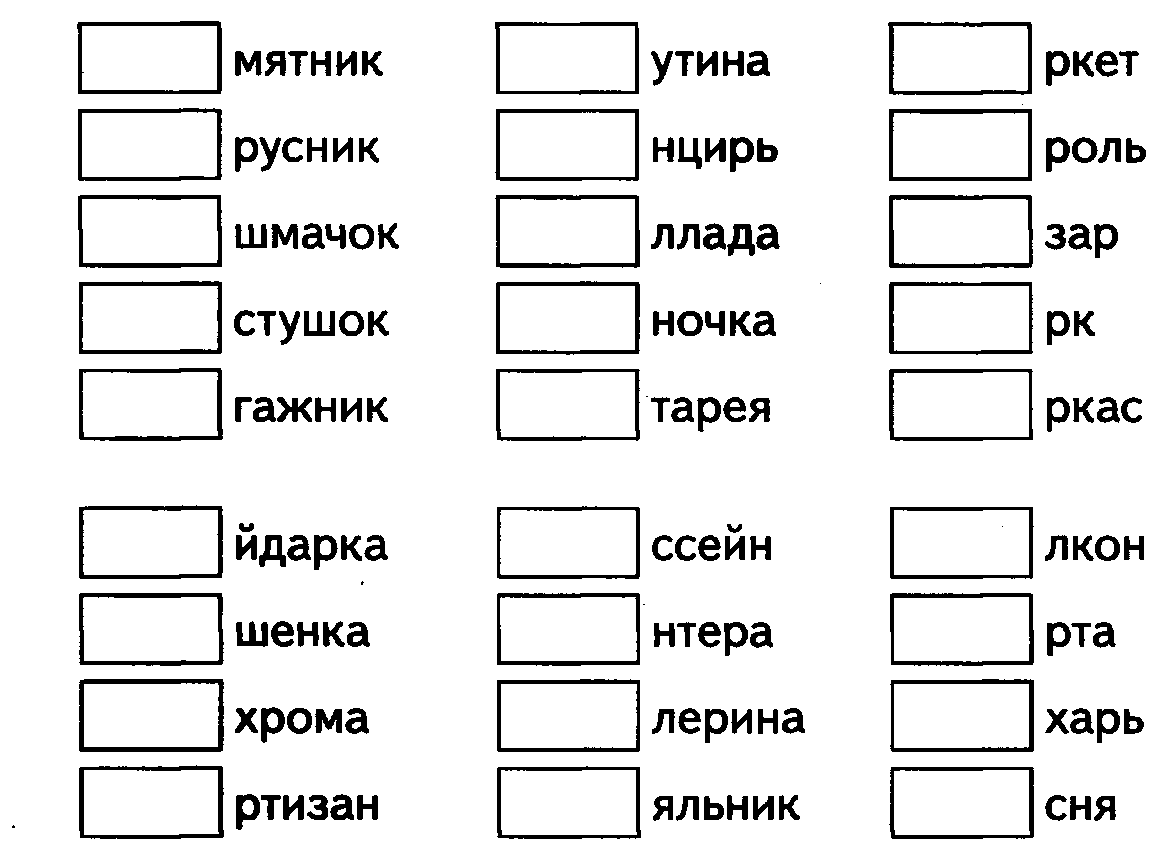 мятник утина ркет
русник нцирь роль
шмачок ллада зар
стушок ночка рк
гажник тарея ркас
йдарка ссейн лкон
шенка нтера рта
хрома лерина харь
ртизан яльник сня